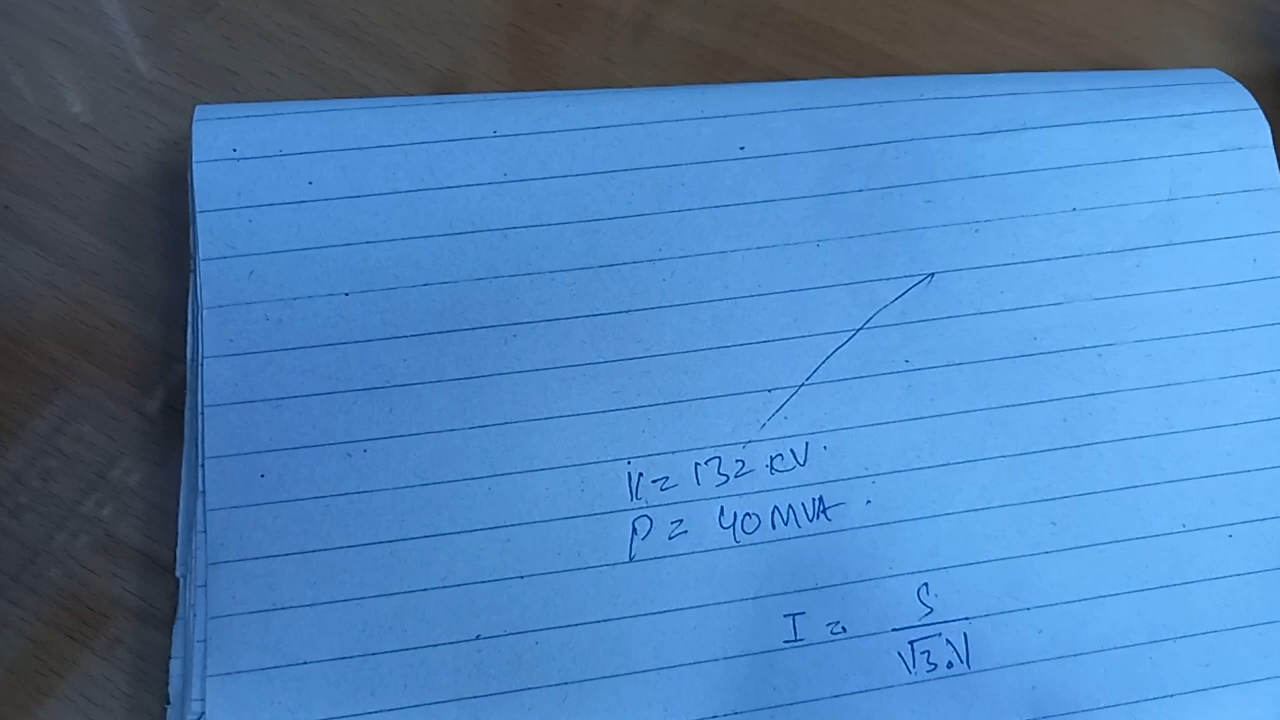 V = 132 KV.
P = 40 MVA.
I = S / √3.V